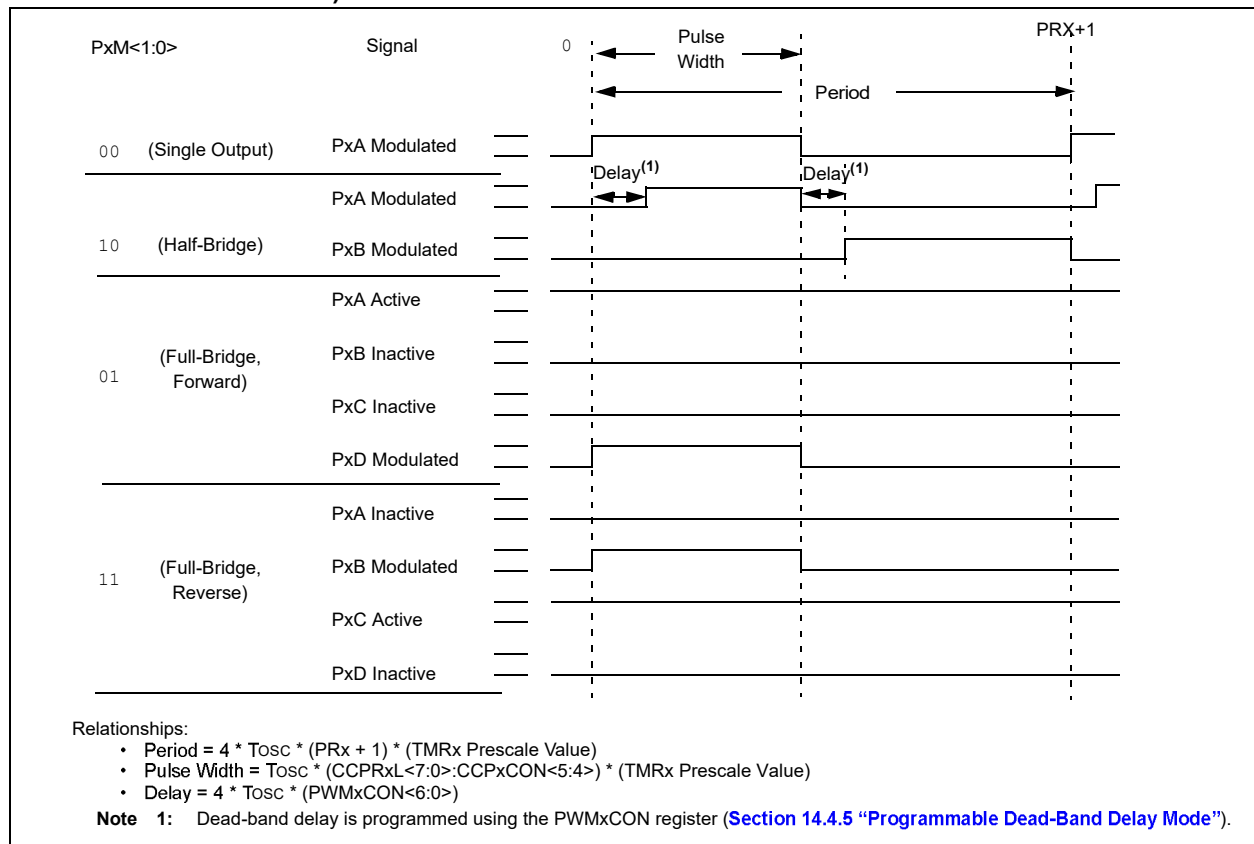 PxM<1:0>
Signal
0
Pulse
Width
PRX+1
Period
00 (Single Output) PxA Modulated
Delay(1)
Delay(1)
PxA Modulated
10 (Half-Bridge) PxB Modulated
PxA Active
PxB Inactive
01 (Full-Bridge,
Forward)
PxC Inactive
PxD Modulated
PxA Inactive
11 (Full-Bridge,
Reverse)
PxB Modulated
PxC Active
PxD Inactive
Relationships:
• Period = 4 * TOSC * (PRx + 1) * (TMRx Prescale Value)
• Pulse Width = TOSC * (CCPRxL<7:0>:CCPxCON<5:4>) * (TMRx Prescale Value)
• Delay = 4 * TOSC * (PWMxCON<6:0>)
Note 1: Dead-band delay is programmed using the PWMxCON register (Section 14.4.5 “Programmable Dead-Band Delay Mode”).